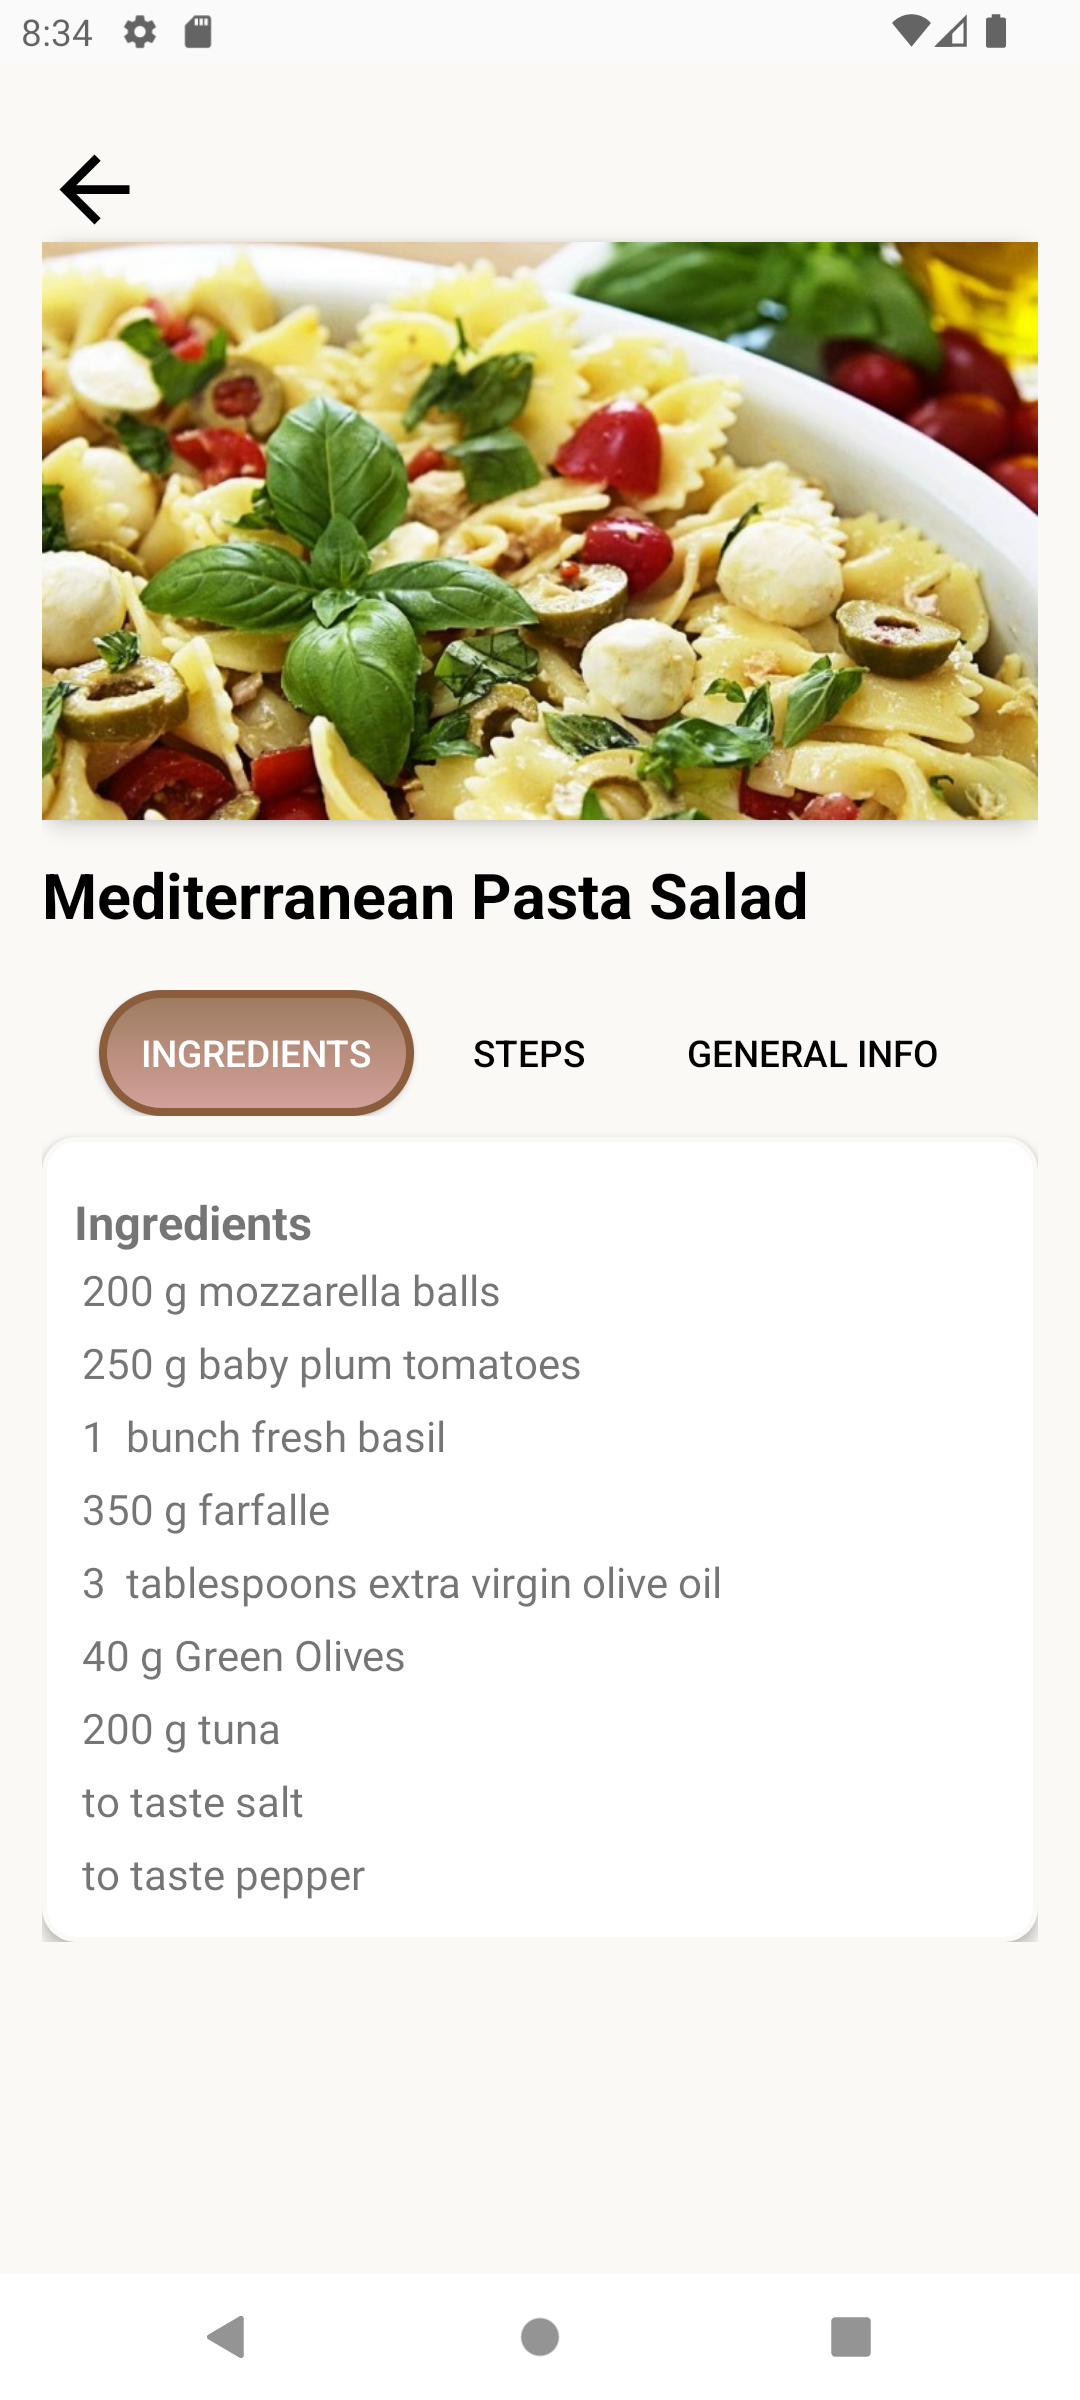 8:34
Mediterranean Pasta Salad
INGREDIENTS STEPS GENERAL INFO
Ingredients
200 g mozzarella balls
250 g baby plum tomatoes
1  bunch fresh basil
350 g farfalle
3  tablespoons extra virgin olive oil
40 g Green Olives
200 g tuna
to taste salt
to taste pepper